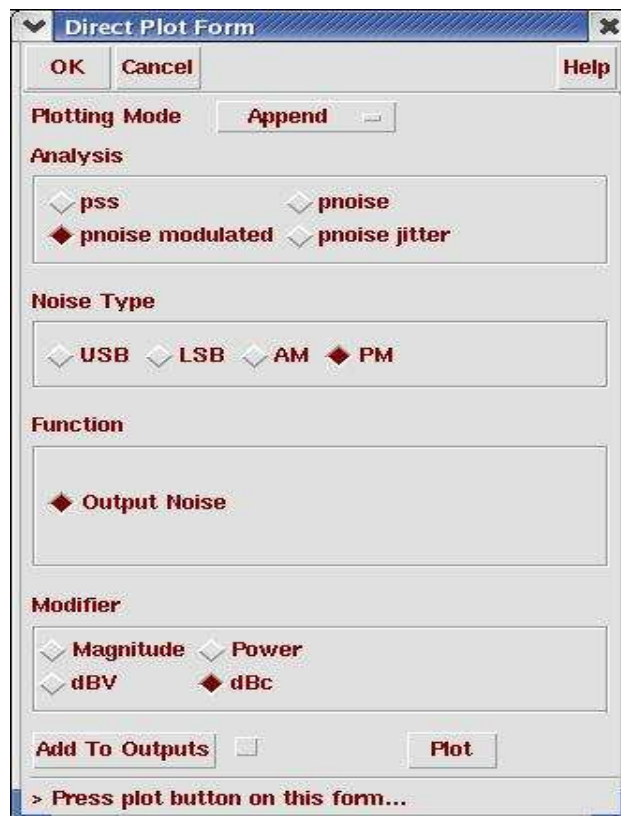 Direct Plot Form
OK Cancel Help
Plotting Mode Append
Analysis
pss pnoise
pnoise modulated pnoise jitter
Noise Type
USB LSB AM PM
Function
Output Noise
Modifier
Magnitude Power
dBV dBc
Add To Outputs Plot
> Press plot button on this form...